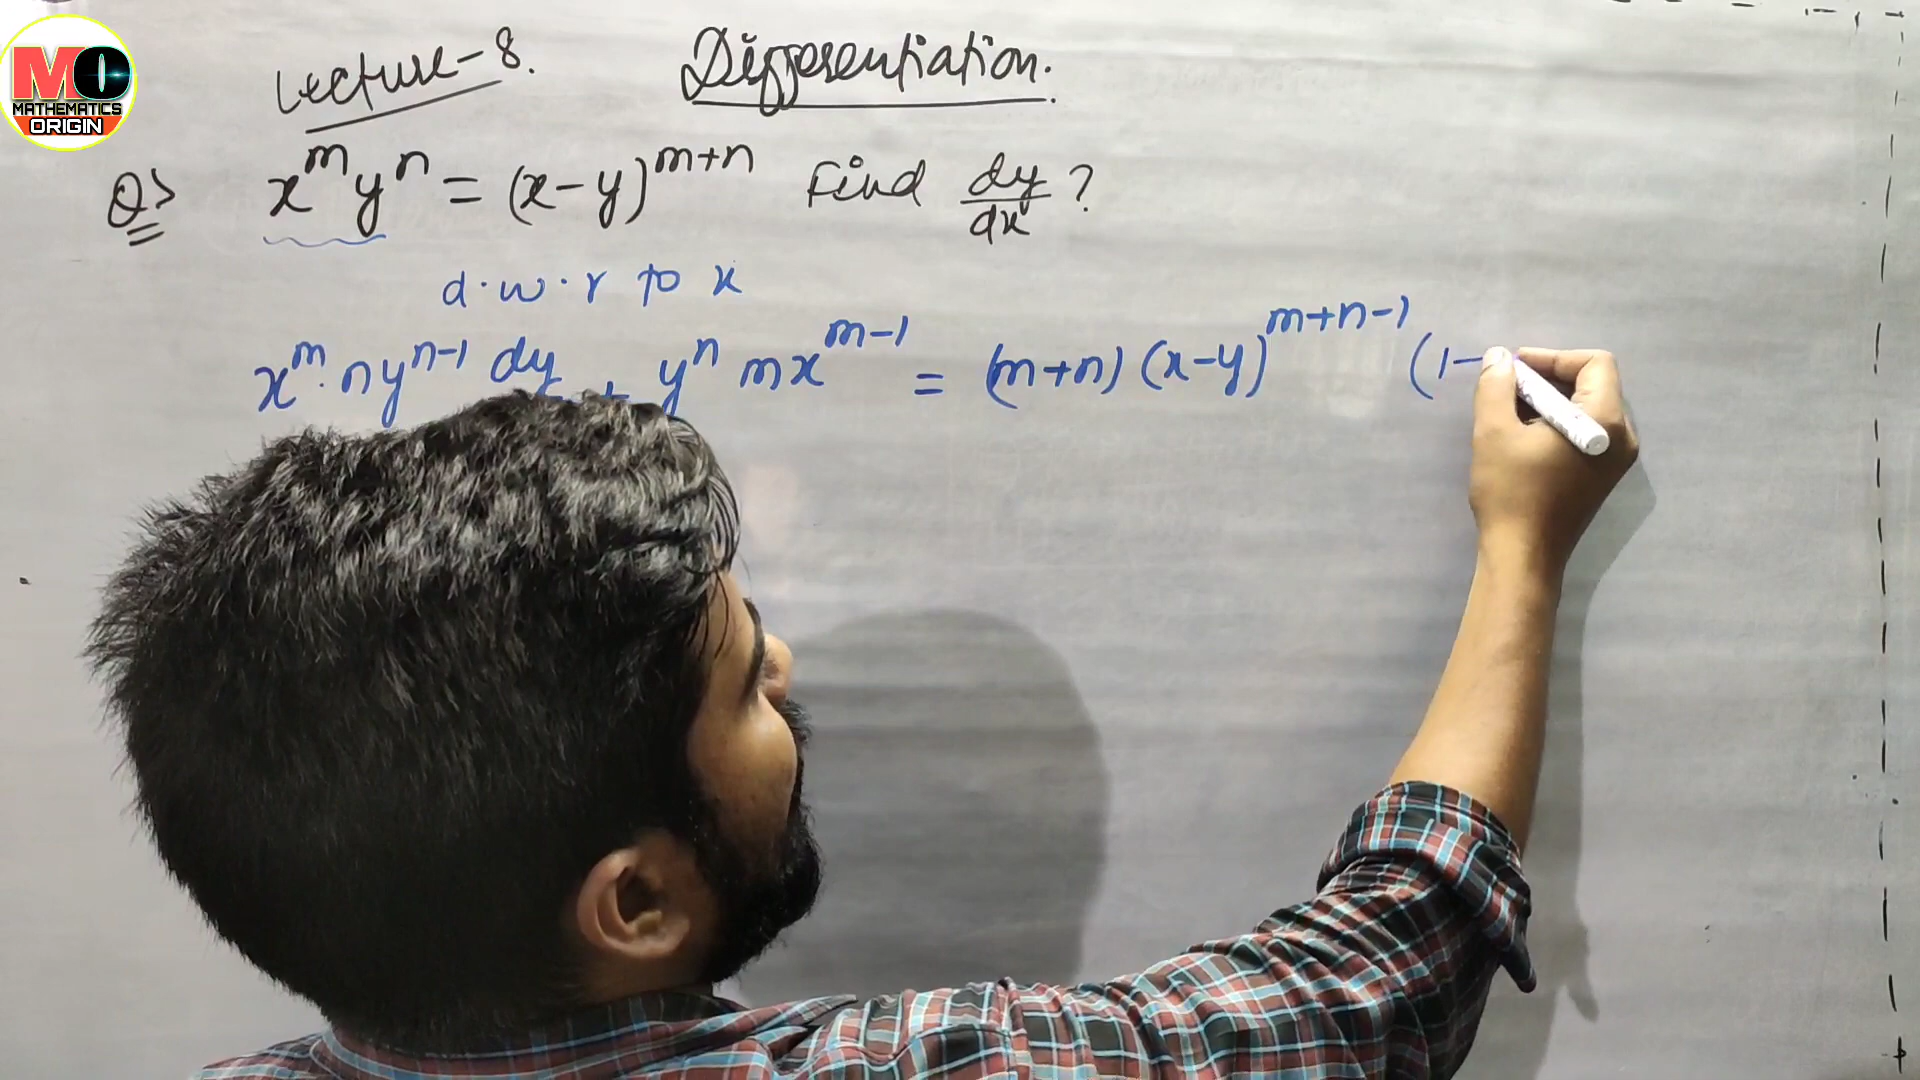 MO
MATHEMATICS
ORIGIN
Lecture-8. Differentiation.
Q> x^m y^n = (x-y)^{m+n} Find dy/dx ?
d.w.r to x
x^m. ny^{n-1} dy + y^n mx^{m-1} = (m+n) (x-y)^{m+n-1} (1-